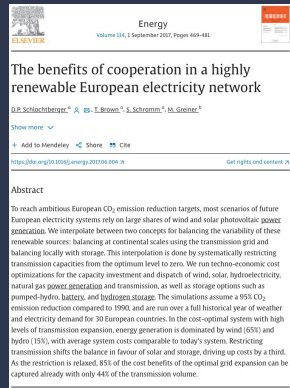 ELSEVIER
Energy
Volume 134, 1 September 2017, Pages 469-481
The benefits of cooperation in a highly
renewable European electricity network
D.P. Schlachtberger a, T. Brown a, S. Schramm a, M. Greiner b
Show more
+ Add to Mendeley Share Cite
https://doi.org/10.1016/j.energy.2017.06.004 Get rights and content
Abstract
To reach ambitious European CO2 emission reduction targets, most scenarios of future
European electricity systems rely on large shares of wind and solar photovoltaic power
generation. We interpolate between two concepts for balancing the variability of these
renewable sources: balancing at continental scales using the transmission grid and
balancing locally with storage. This interpolation is done by systematically restricting
transmission capacities from the optimum level to zero. We run techno-economic cost
optimizations for the capacity investment and dispatch of wind, solar, hydroelectricity,
natural gas power generation and transmission, as well as storage options such as
pumped-hydro, battery, and hydrogen storage. The simulations assume a 95% CO2
emission reduction compared to 1990, and are run over a full historical year of weather
and electricity demand for 30 European countries. In the cost-optimal system with high
levels of transmission expansion, energy generation is dominated by wind (65%) and
hydro (15%), with average system costs comparable to today's system. Restricting
transmission shifts the balance in favour of solar and storage, driving up costs by a third.
As the restriction is relaxed, 85% of the cost benefits of the optimal grid expansion can be
captured already with only 44% of the transmission volume.